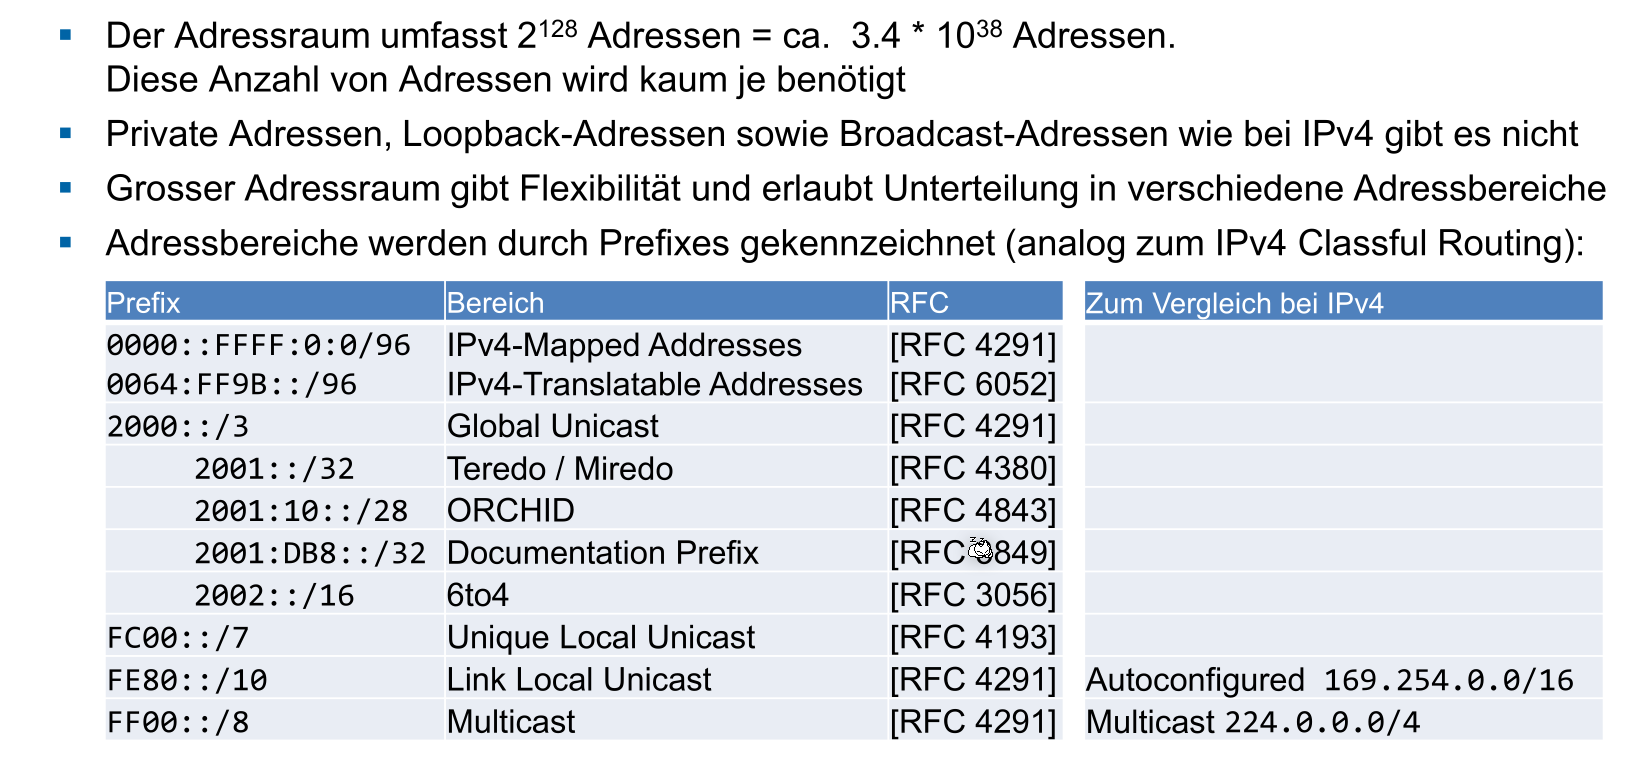 Der Adressraum umfasst 2¹²⁸ Adressen = ca. 3.4 * 10³⁸ Adressen.
Diese Anzahl von Adressen wird kaum je benötigt
Private Adressen, Loopback-Adressen sowie Broadcast-Adressen wie bei IPv4 gibt es nicht
Grosser Adressraum gibt Flexibilität und erlaubt Unterteilung in verschiedene Adressbereiche
Adressbereiche werden durch Prefixes gekennzeichnet (analog zum IPv4 Classful Routing):
Prefix Bereich RFC Zum Vergleich bei IPv4
0000::FFFF:0:0/96 IPv4-Mapped Addresses [RFC 4291]
0064:FF9B::/96 IPv4-Translatable Addresses [RFC 6052]
2000::/3 Global Unicast [RFC 4291]
2001::/32 Teredo / Miredo [RFC 4380]
2001:10::/28 ORCHID [RFC 4843]
2001:DB8::/32 Documentation Prefix [RFC
2002::/16 6to4 [RFC 3056]
FC00::/7 Unique Local Unicast [RFC 4193]
FE80::/10 Link Local Unicast [RFC 4291] Autoconfigured 169.254.0.0/16
FF00::/8 Multicast [RFC 4291] Multicast 224.0.0.0/4